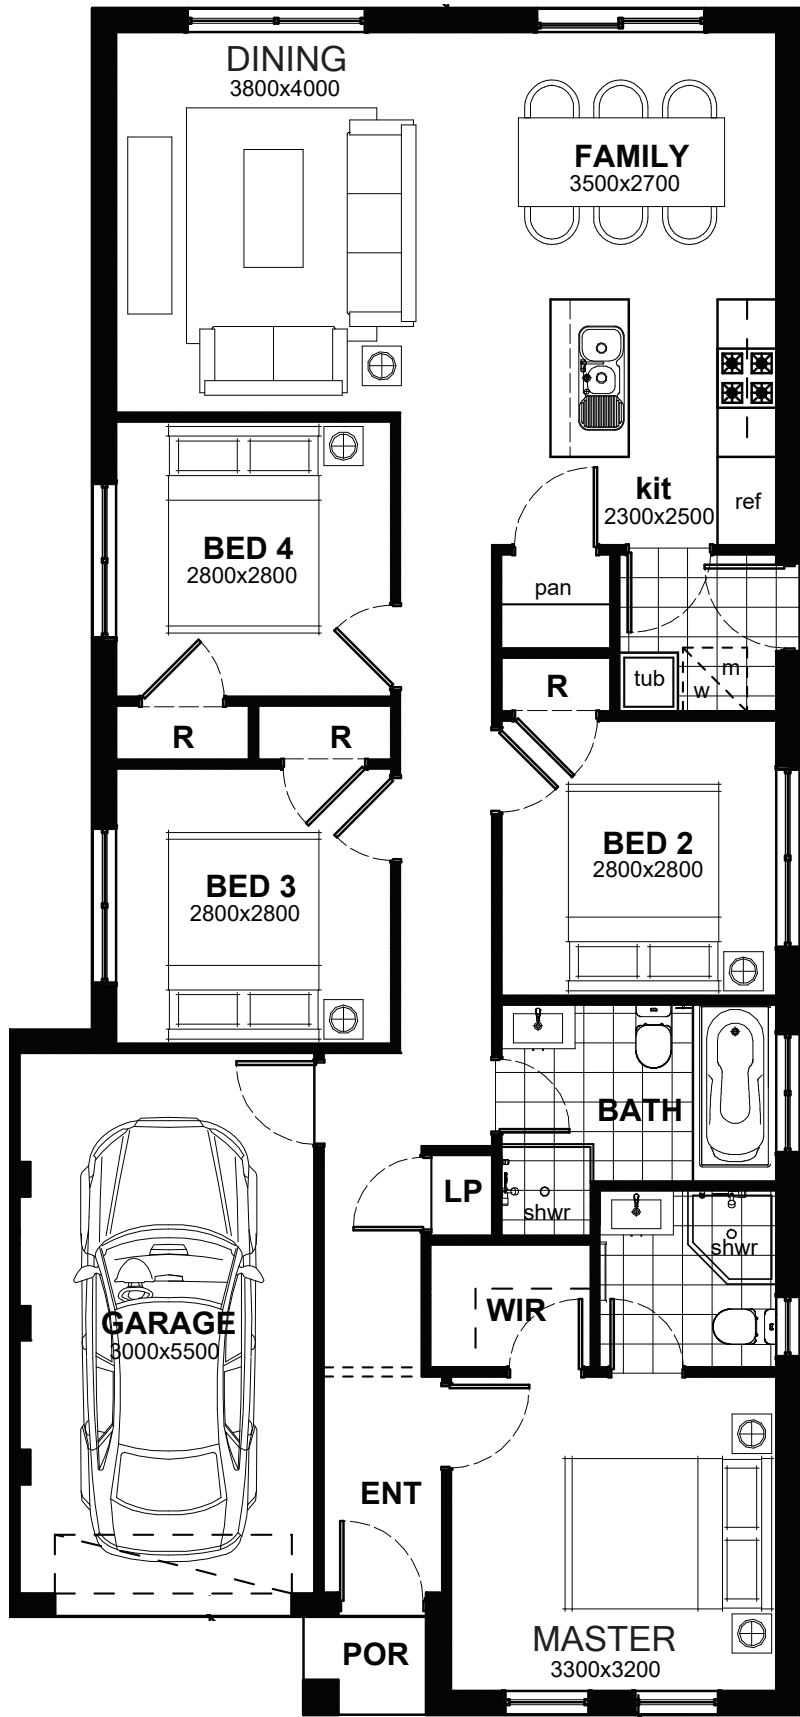 DINING
3800x4000
FAMILY
3500x2700
kit
2300x2500
ref
BED 4
2800x2800
pan
tub
m
w
R
R
R
BED 2
2800x2800
BED 3
2800x2800
BATH
LP
shwr
shwr
WIR
GARAGE
3000x5500
ENT
POR
MASTER
3300x3200